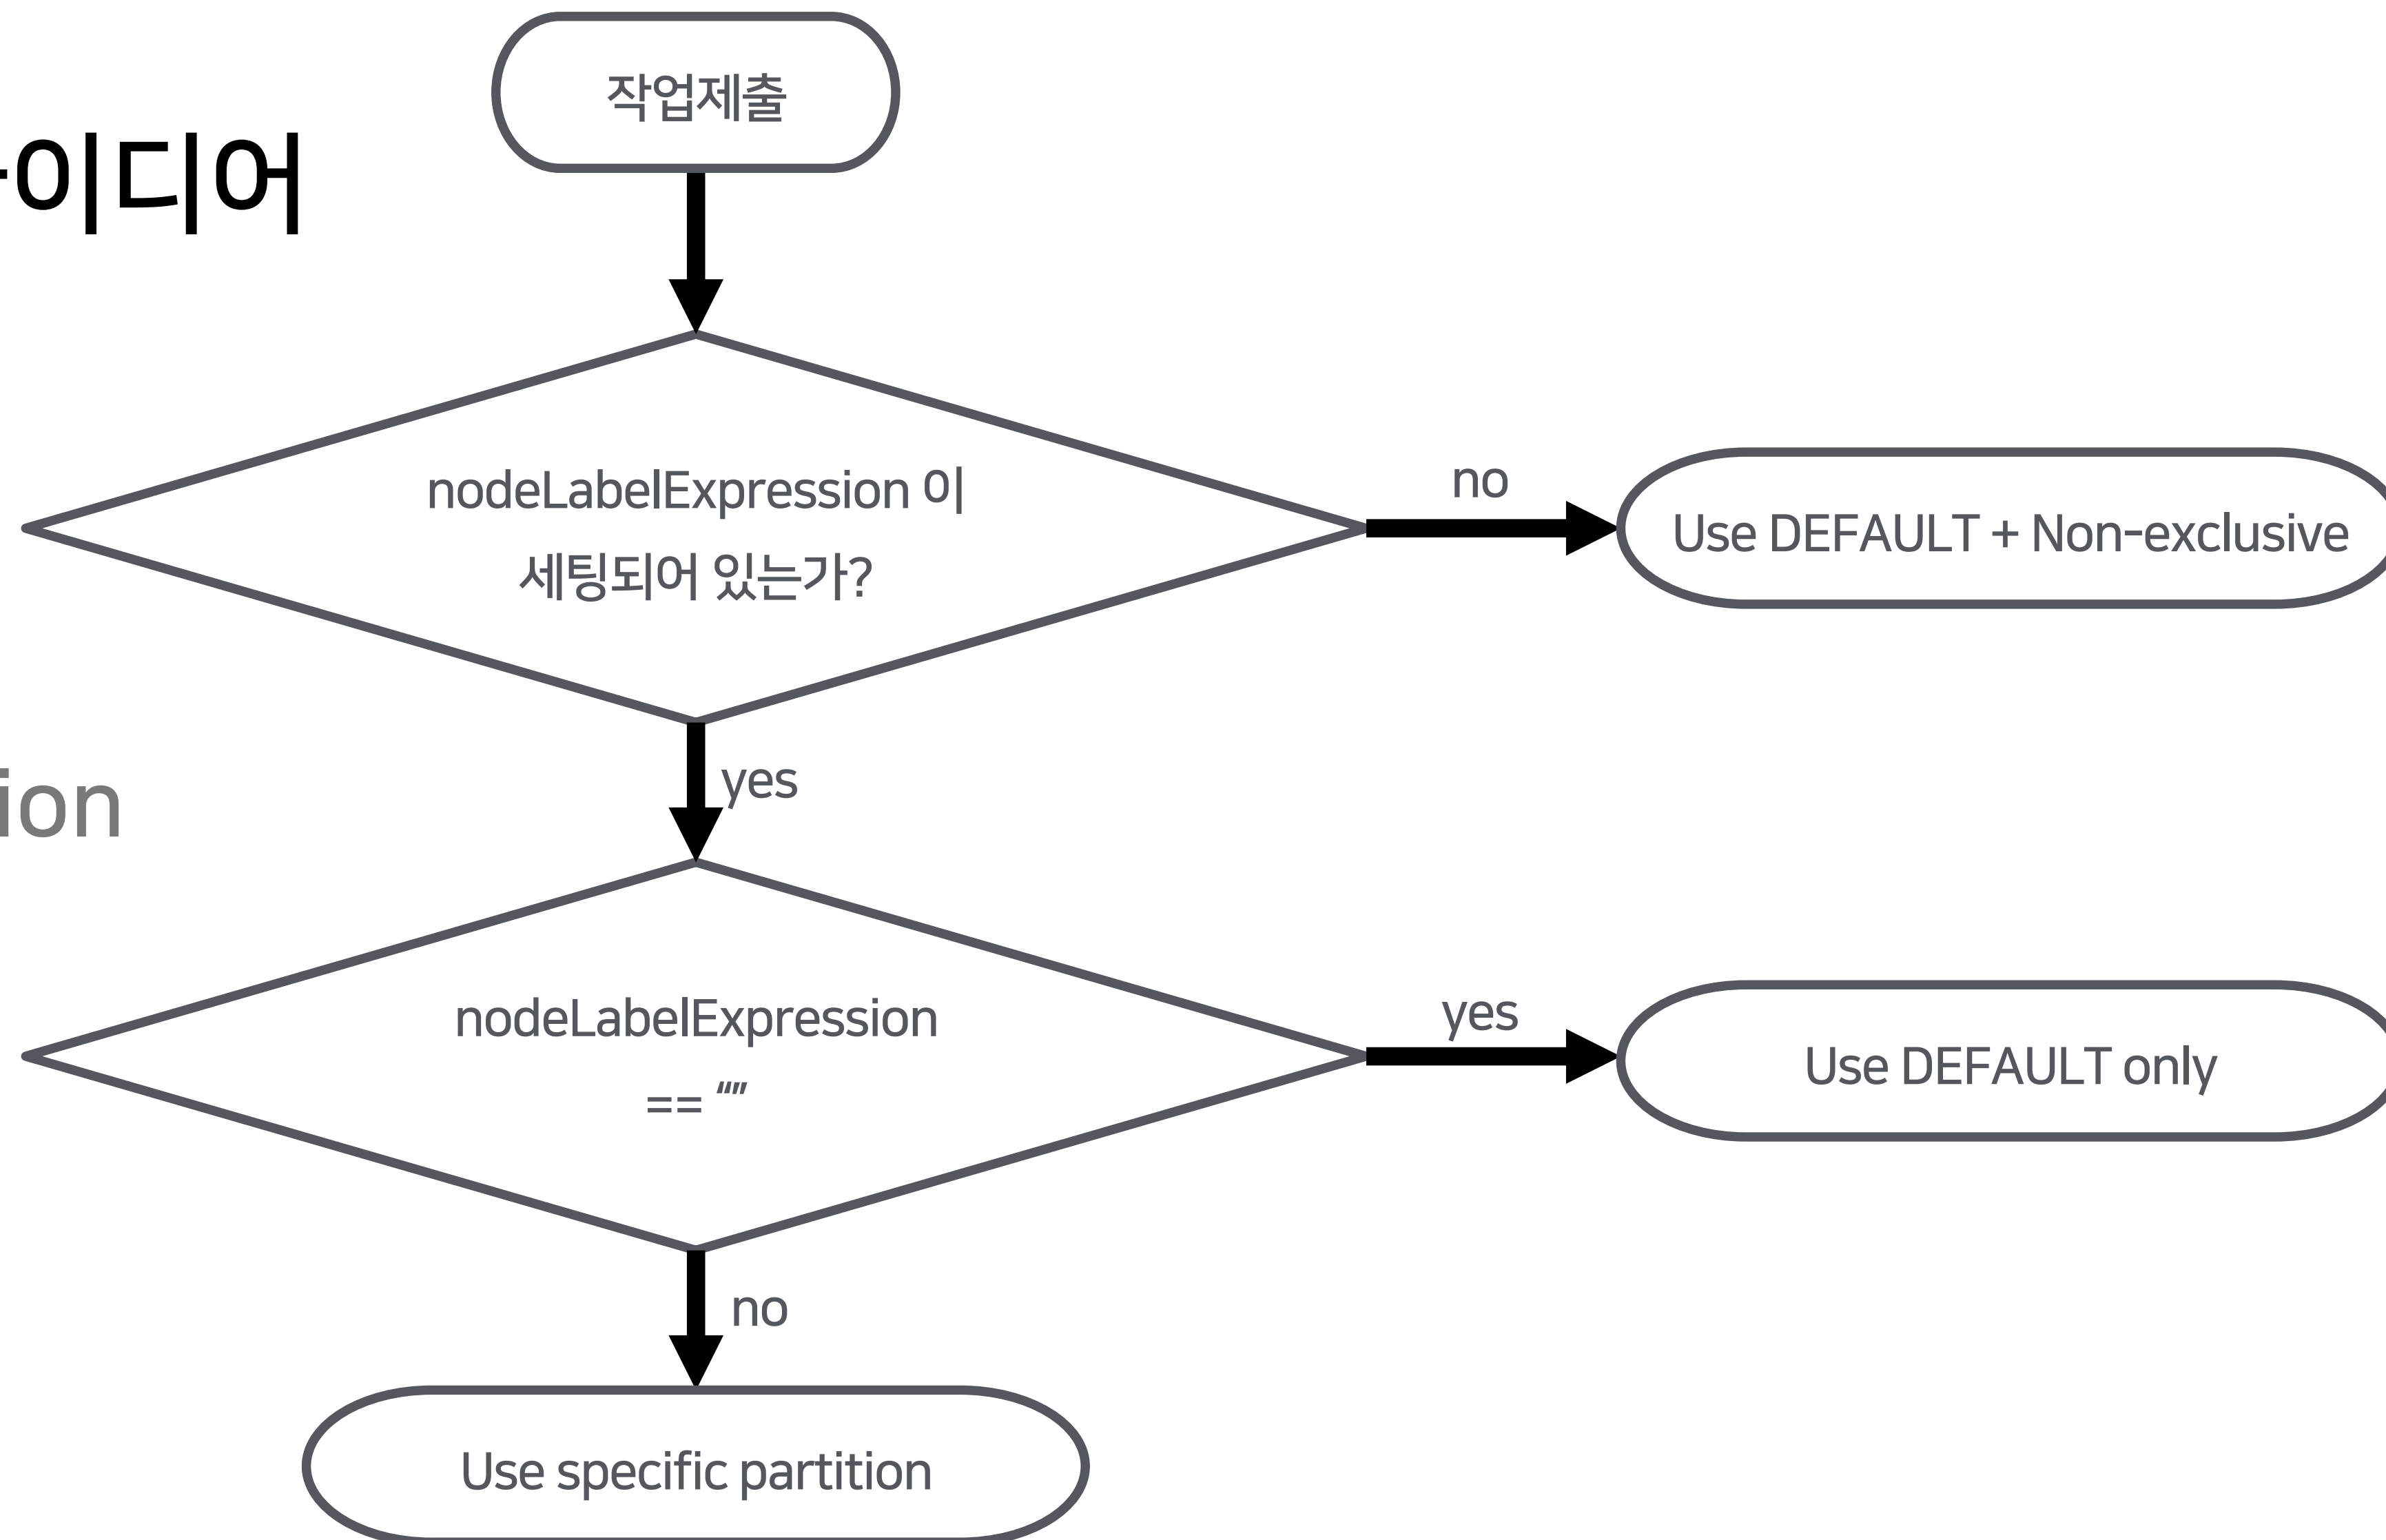 작업제출
이디어
nodeLabelExpression 이
세팅되어 있는가?
no
Use DEFAULT + Non-exclusive
yes
ion
nodeLabelExpression
== “”
yes
Use DEFAULT only
no
Use specific partition